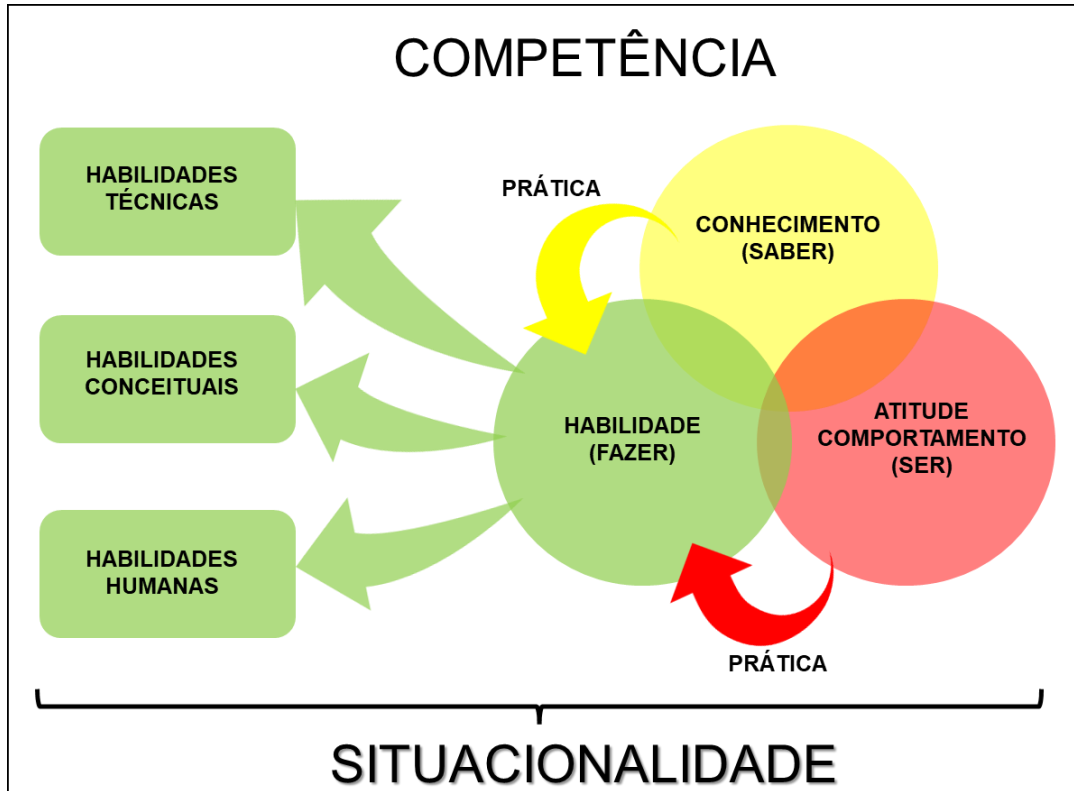 COMPETÊNCIA
HABILIDADES
TÉCNICAS
PRÁTICA
CONHECIMENTO
(SABER)
HABILIDADES
CONCEITUAIS
HABILIDADE
(FAZER)
ATITUDE
COMPORTAMENTO
(SER)
HABILIDADES
HUMANAS
PRÁTICA
SITUACIONALIDADE